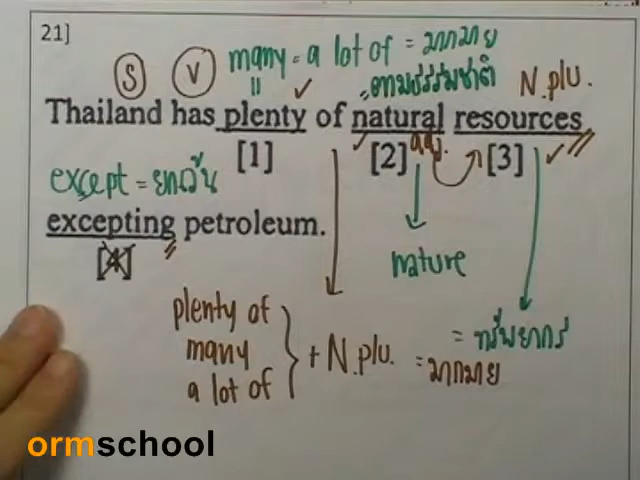 21]
many = a lot of = มากมาย
S V = ตามธรรมชาติ N.plu.
Thailand has plenty of natural resources
[1] [2] adj. [3]
except = ยกเว้น
excepting petroleum.
[4]
nature
plenty of
many + N.plu. = มากมาย
a lot of
= ทรัพยากร
ormschool